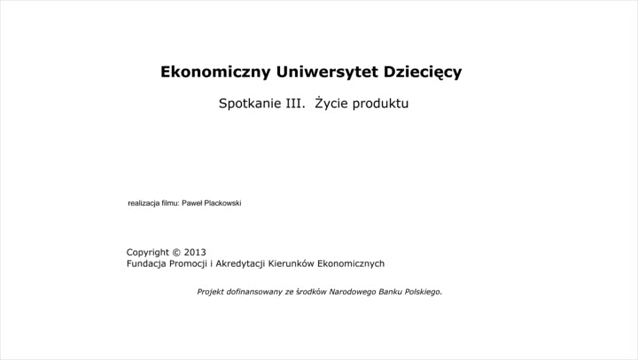 Ekonomiczny Uniwersytet Dziecięcy
Spotkanie III. Życie produktu
realizacja filmu: Paweł Plackowski
Copyright © 2013
Fundacja Promocji i Akredytacji Kierunków Ekonomicznych
Projekt dofinansowany ze środków Narodowego Banku Polskiego.